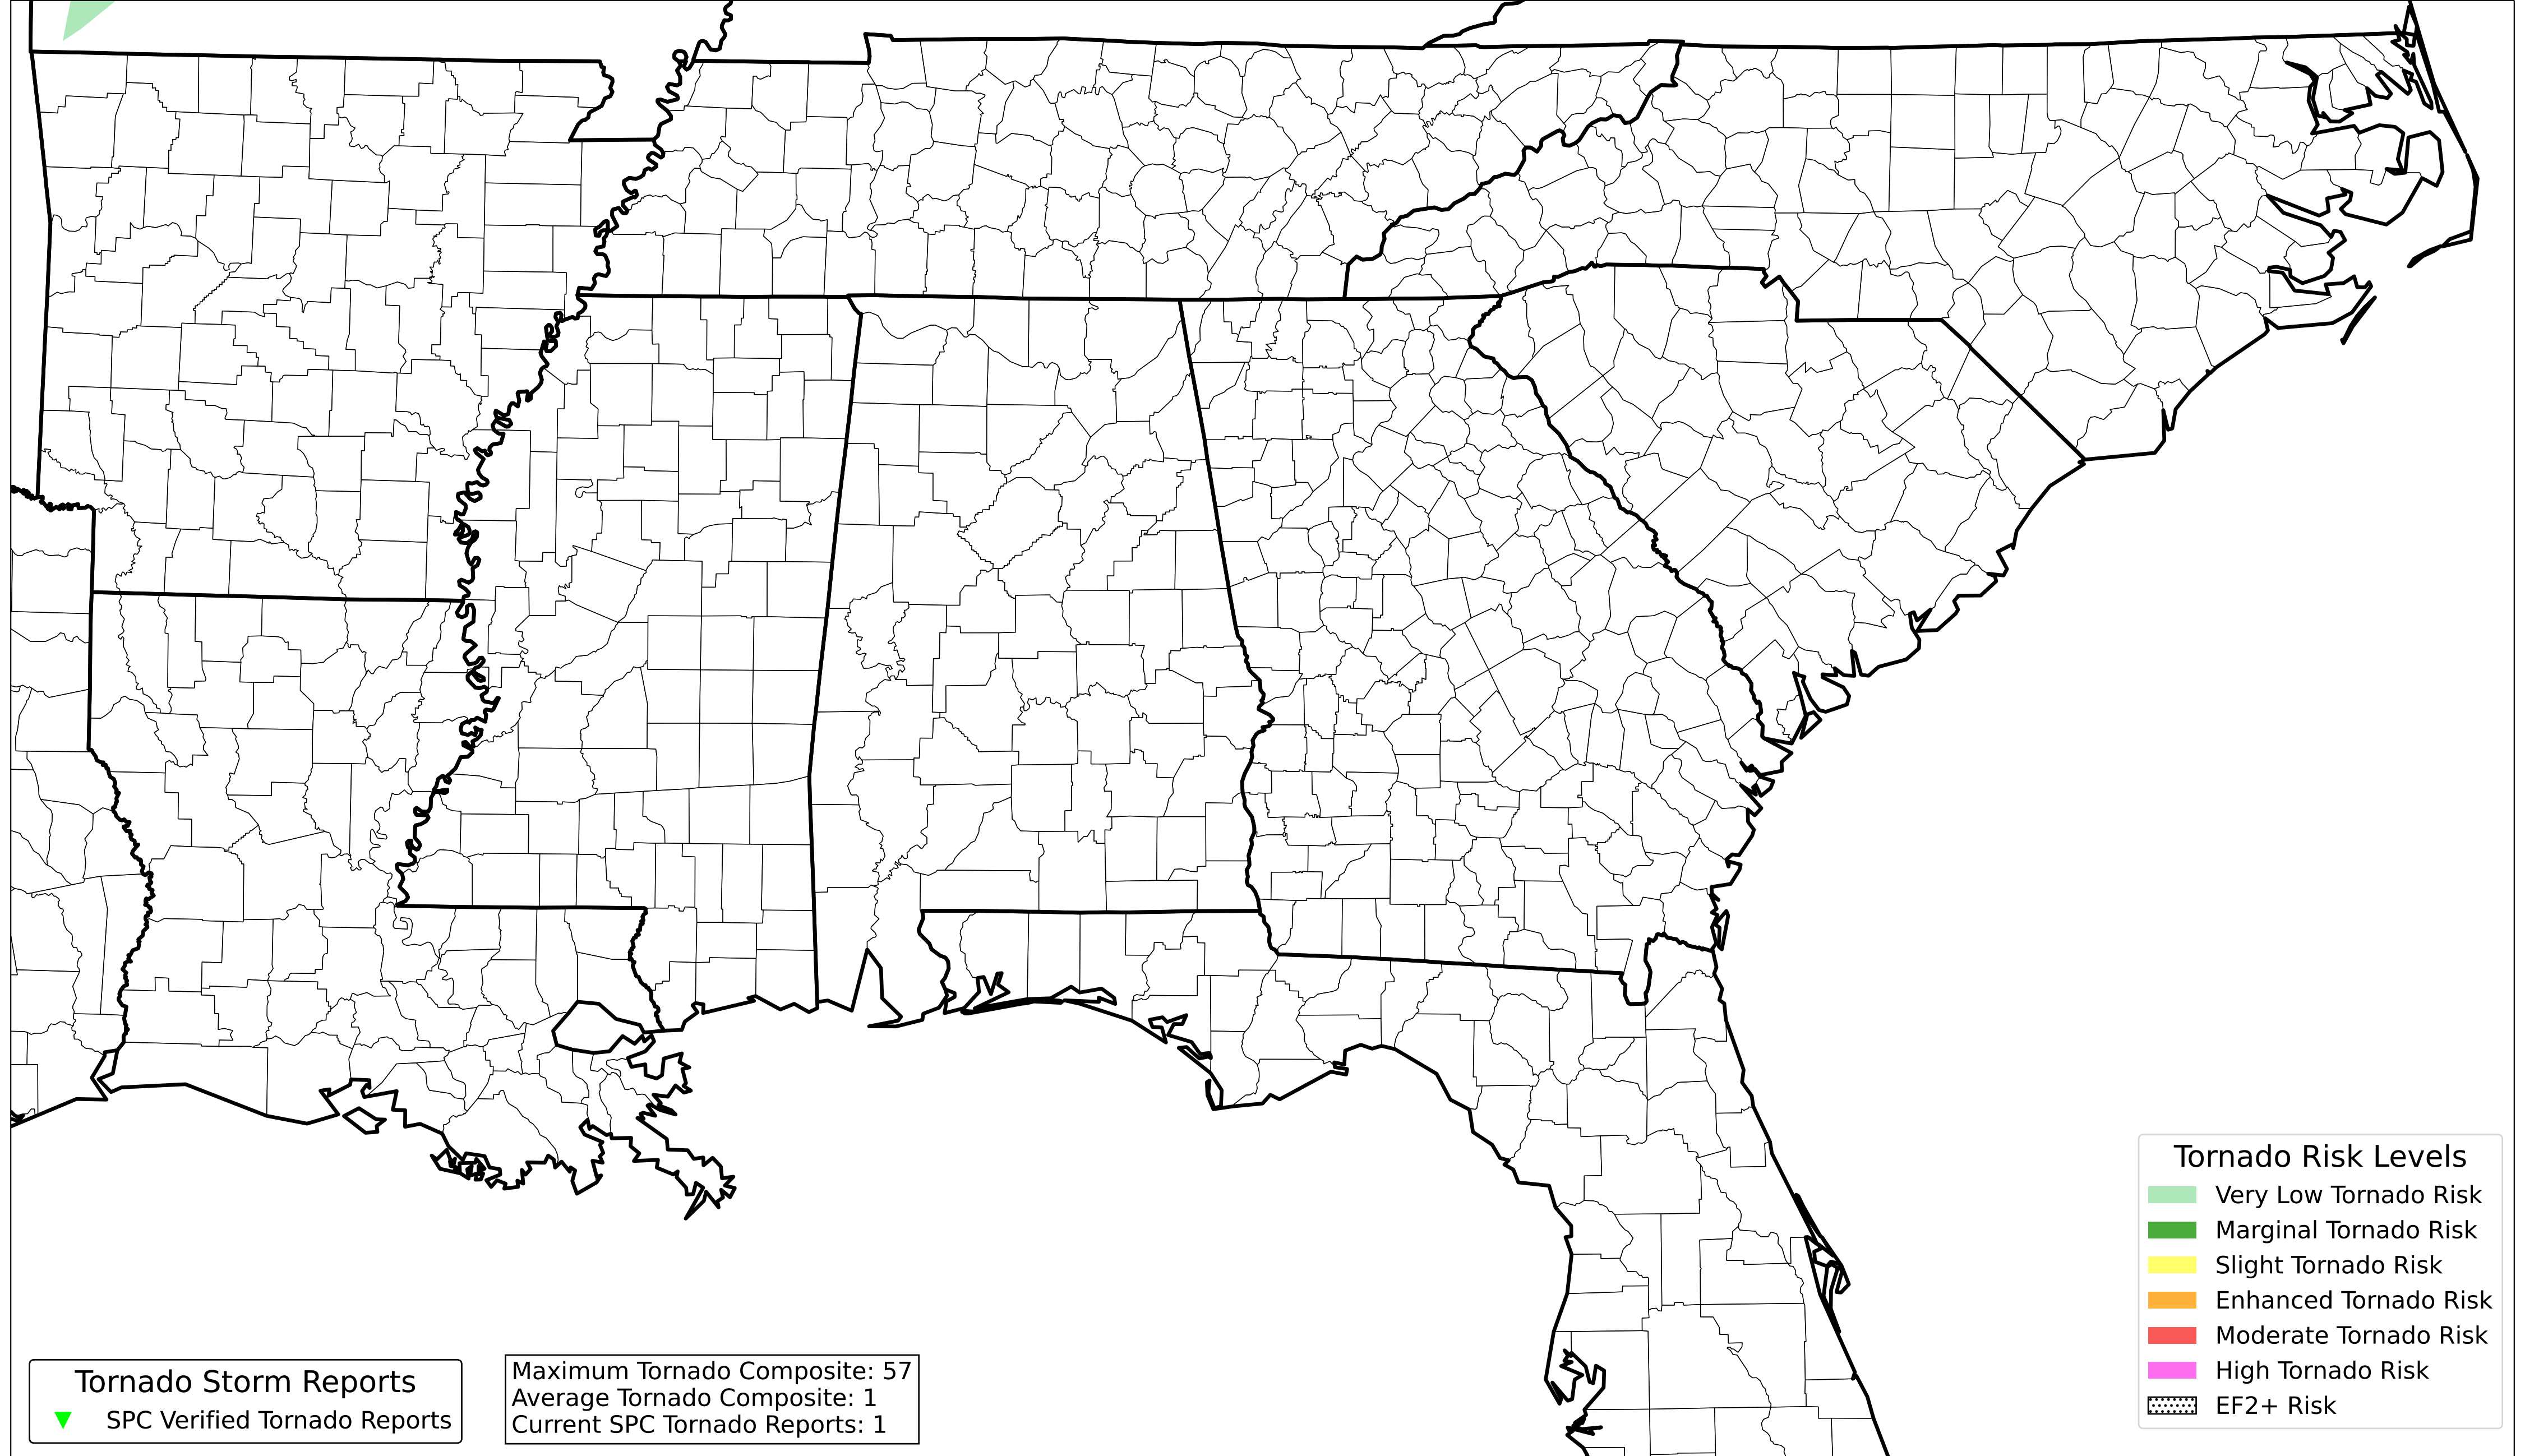 Tornado Storm Reports
SPC Verified Tornado Reports
Maximum Tornado Composite: 57
Average Tornado Composite: 1
Current SPC Tornado Reports: 1
Tornado Risk Levels
Very Low Tornado Risk
Marginal Tornado Risk
Slight Tornado Risk
Enhanced Tornado Risk
Moderate Tornado Risk
High Tornado Risk
EF2+ Risk